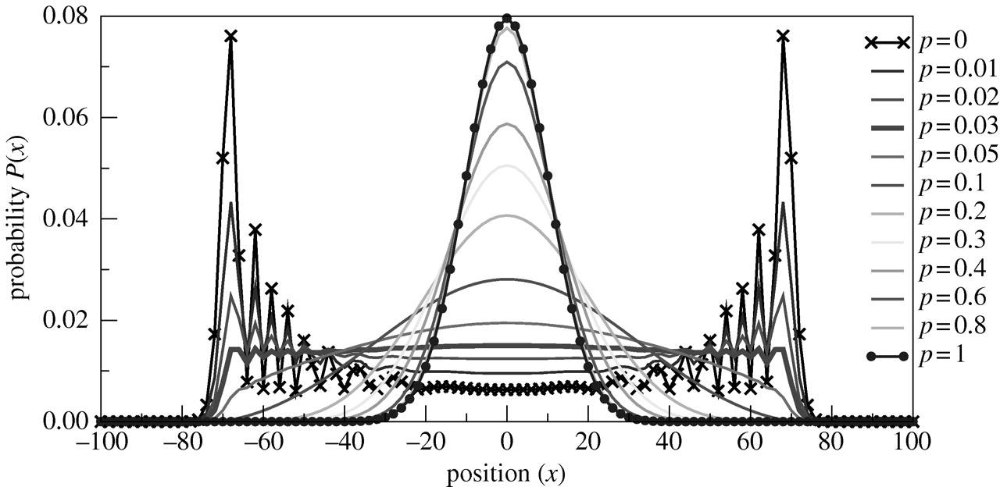 0.08
0.06
0.04
0.02
0.00
probability P(x)
−100
−80
−60
−40
−20
0
20
40
60
80
100
position (x)
p=0
p=0.01
p=0.02
p=0.03
p=0.05
p=0.1
p=0.2
p=0.3
p=0.4
p=0.6
p=0.8
p=1